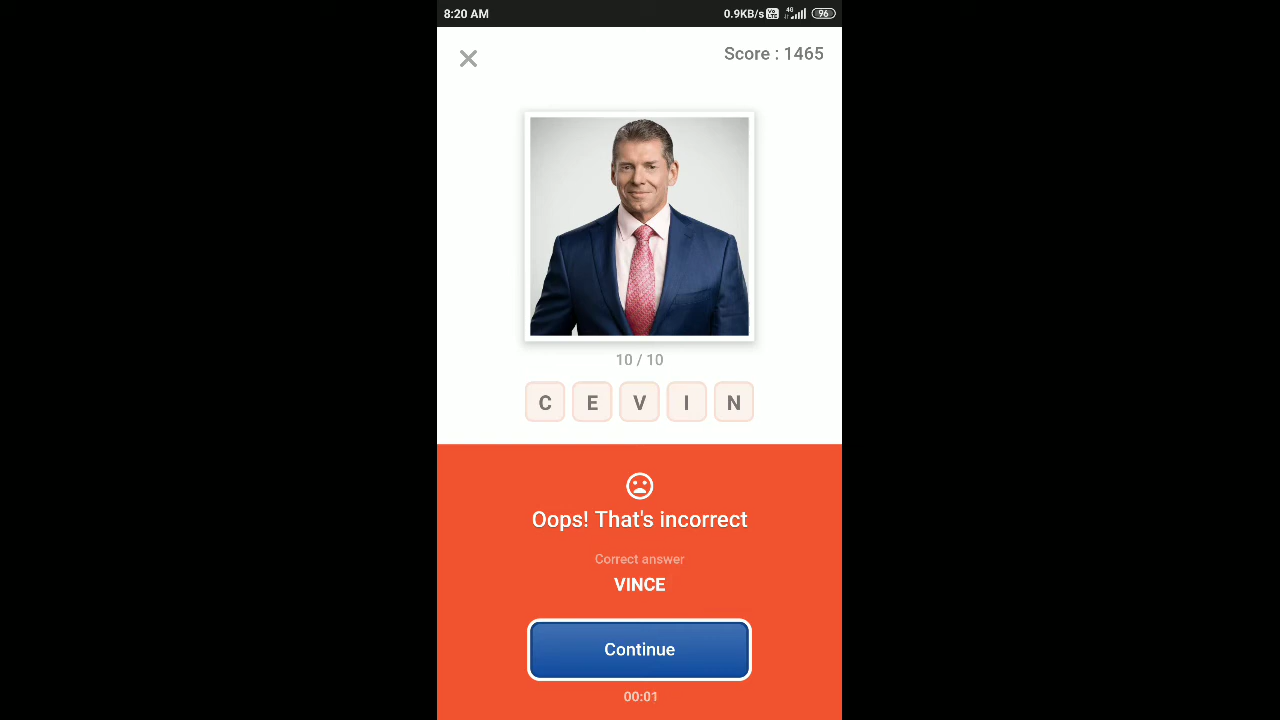 8:20 AM 0.9KB/s 4G 96
Score : 1465
10 / 10
C E V I N
Oops! That's incorrect
Correct answer
VINCE
Continue
00:01